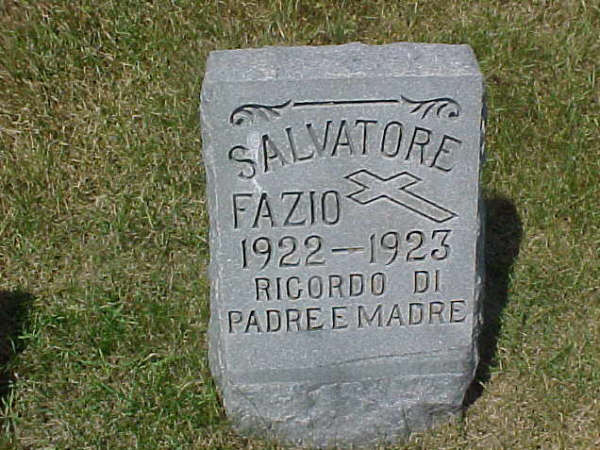 SALVATORE
FAZIO
1922—1923
RICORDO DI
PADRE E MADRE